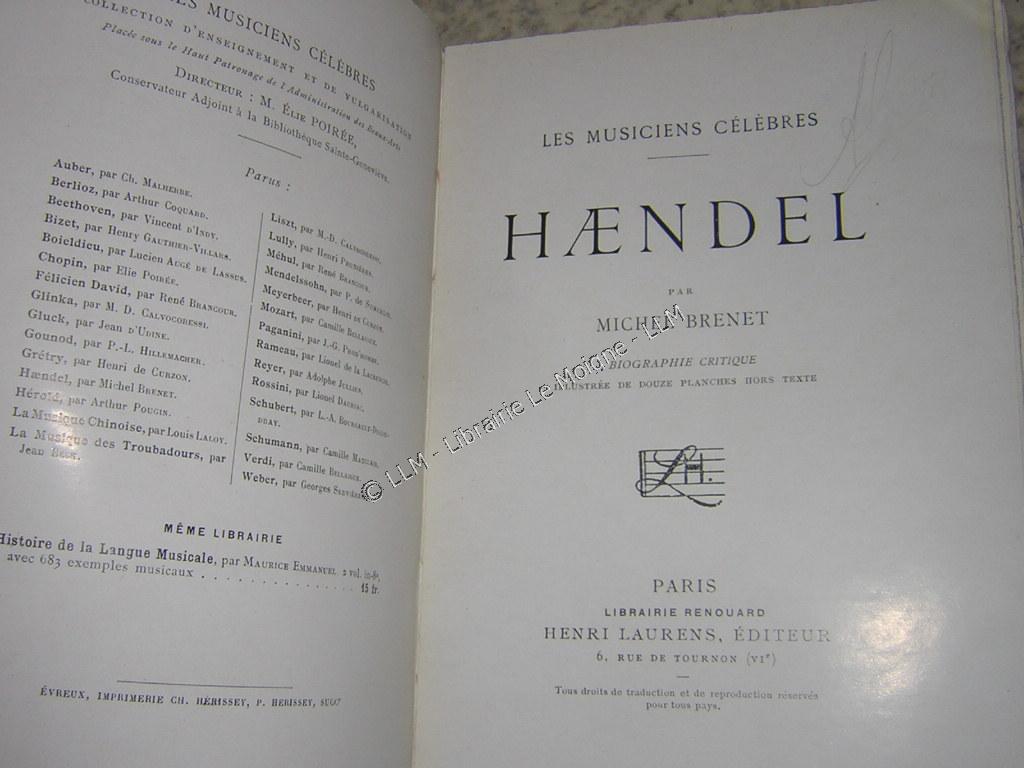 LES MUSICIENS CÉLÈBRES
COLLECTION D'ENSEIGNEMENT ET DE VULGARISATION
Placée sous le Haut Patronage de l'Administration des Beaux-Arts
DIRECTEUR : M. ÉLIE POIRÉE,
Conservateur Adjoint à la Bibliothèque Sainte-Geneviève.
Parus :
Auber, par CH. MALHERBE.
Berlioz, par Arthur COQUARD.
Beethoven, par Vincent D'INDY.
Bizet, par Henry GAUTHIER-VILLARS.
Boieldieu, par Lucien AUGÉ DE LASSUS.
Chopin, par Elie POIRÉE.
Félicien David, par René BRANCOUR.
Glinka, par M. D. CALVOCORESSI.
Gluck, par Jean D'UDINE.
Gounod, par P.-L. HILLEMACHER.
Grétry, par Henri de CURZON.
Hændel, par Michel BRENET.
Hérold, par Arthur POUGIN.
La Musique Chinoise, par Louis LALOY.
La Musique des Troubadours, par
Jean BECK.
Liszt, par M.-D. CALVOCORESSI.
Lully, par Henri PRUNIÈRES.
Méhul, par René BRANCOUR.
Mendelssohn, par P. de
Meyerbeer, par Henri DE CURZON.
Mozart, par Camille BELLAIGUE.
Paganini, par J.-G. PROD'HOMME.
Rameau, par Lionel de la LAURENCIE.
Reyer, par Adolphe JULLIEN.
Rossini, par Lionel DAURIAC.
Schubert, par L.-A. BOURGAULT-DUCOU-
DRAY.
Schumann, par Camille MAUCLAIR.
Verdi, par Camille BELLAIGUE.
Weber, par Georges SERVIÈRES.
MÊME LIBRAIRIE
Histoire de la Langue Musicale, par MAURICE EMMANUEL 2 vol. in-8°,
avec 683 exemples musicaux . . . . . . . . . . . . . 15 fr.
ÉVREUX, IMPRIMERIE CH. HÉRISSEY, P. HERISSEY, SUCCr
LES MUSICIENS CÉLÈBRES
HÆNDEL
PAR
MICHEL BRENET
BIOGRAPHIE CRITIQUE
ILLUSTRÉE DE DOUZE PLANCHES HORS TEXTE
LH.
PARIS
LIBRAIRIE RENOUARD
HENRI LAURENS, ÉDITEUR
6, RUE DE TOURNON (VIe)
Tous droits de traduction et de reproduction réservés
pour tous pays.
© LLM - Librairie Le Moigne - LLM